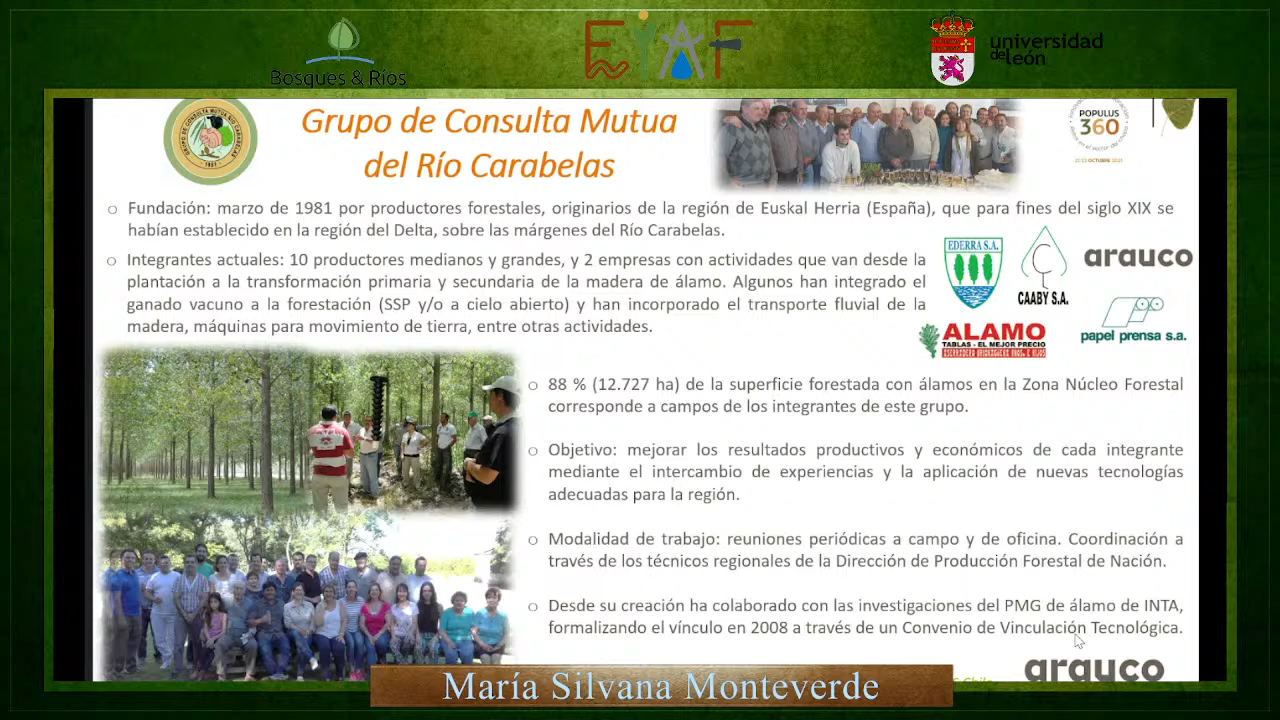 Bosques & Ríos
EIAF
universidad
de león
Grupo de Consulta Mutua
del Río Carabelas
POPULUS
360
Fundación: marzo de 1981 por productores forestales, originarios de la región de Euskal Herria (España), que para fines del siglo XIX se
habían establecido en la región del Delta, sobre las márgenes del Río Carabelas.
Integrantes actuales: 10 productores medianos y grandes, y 2 empresas con actividades que van desde la
plantación a la transformación primaria y secundaria de la madera de álamo. Algunos han integrado el
ganado vacuno a la forestación (SSP y/o a cielo abierto) y han incorporado el transporte fluvial de la
madera, máquinas para movimiento de tierra, entre otras actividades.
EDERRA S.A.
CAABY S.A.
arauco
ALAMO
TABLAS - EL MEJOR PRECIO
papel prensa s.a.
88 % (12.727 ha) de la superficie forestada con álamos en la Zona Núcleo Forestal
corresponde a campos de los integrantes de este grupo.
Objetivo: mejorar los resultados productivos y económicos de cada integrante
mediante el intercambio de experiencias y la aplicación de nuevas tecnologías
adecuadas para la región.
Modalidad de trabajo: reuniones periódicas a campo y de oficina. Coordinación a
través de los técnicos regionales de la Dirección de Producción Forestal de Nación.
Desde su creación ha colaborado con las investigaciones del PMG de álamo de INTA,
formalizando el vínculo en 2008 a través de un Convenio de Vinculación Tecnológica.
arauco
María Silvana Monteverde